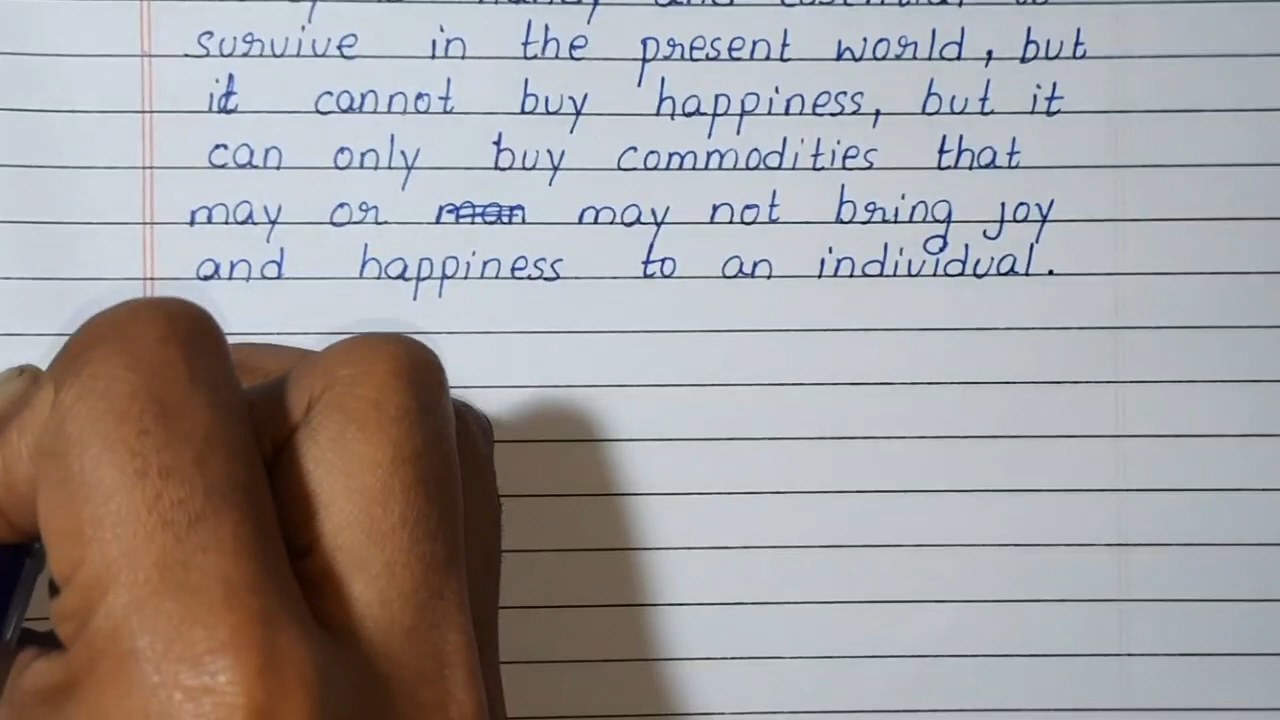 survive in the present world, but
it cannot buy happiness, but it
can only buy commodities that
may or may not bring joy
and happiness to an individual.